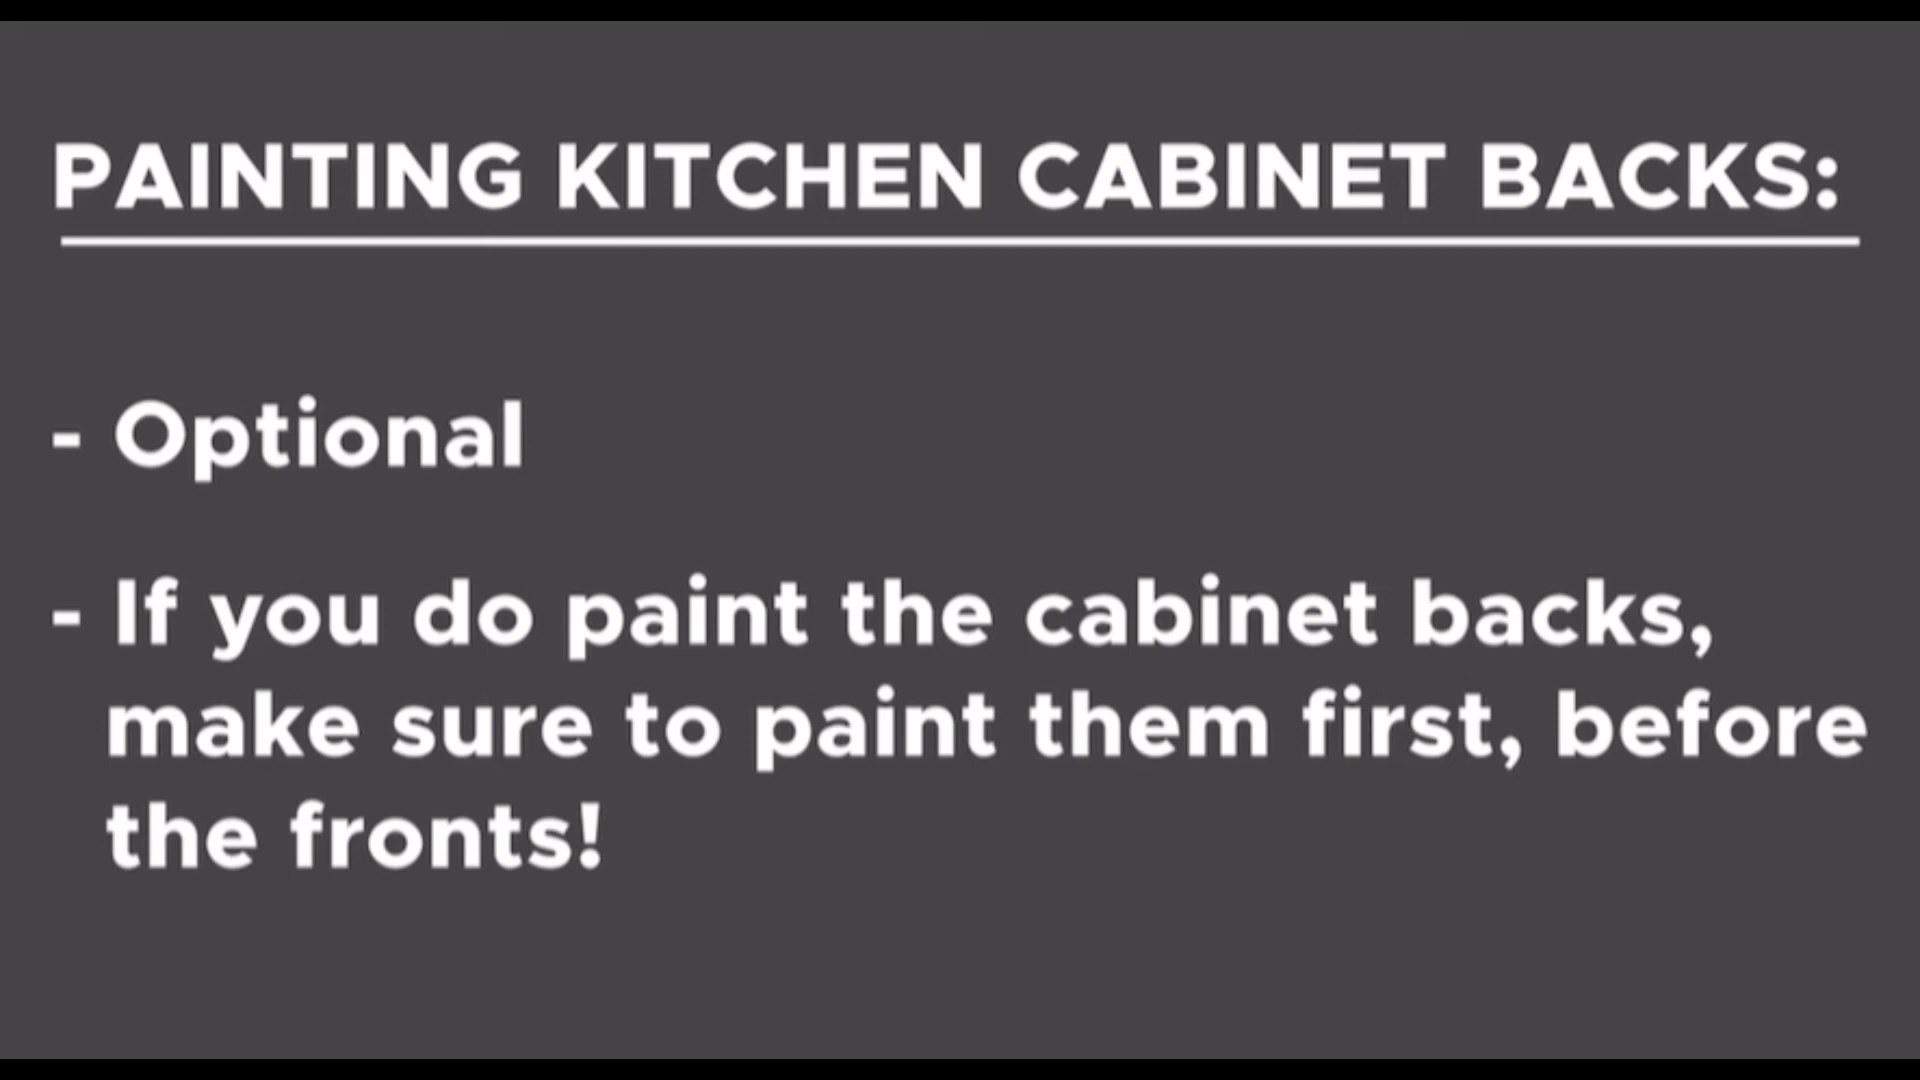 PAINTING KITCHEN CABINET BACKS:
- Optional
- If you do paint the cabinet backs,
make sure to paint them first, before
the fronts!